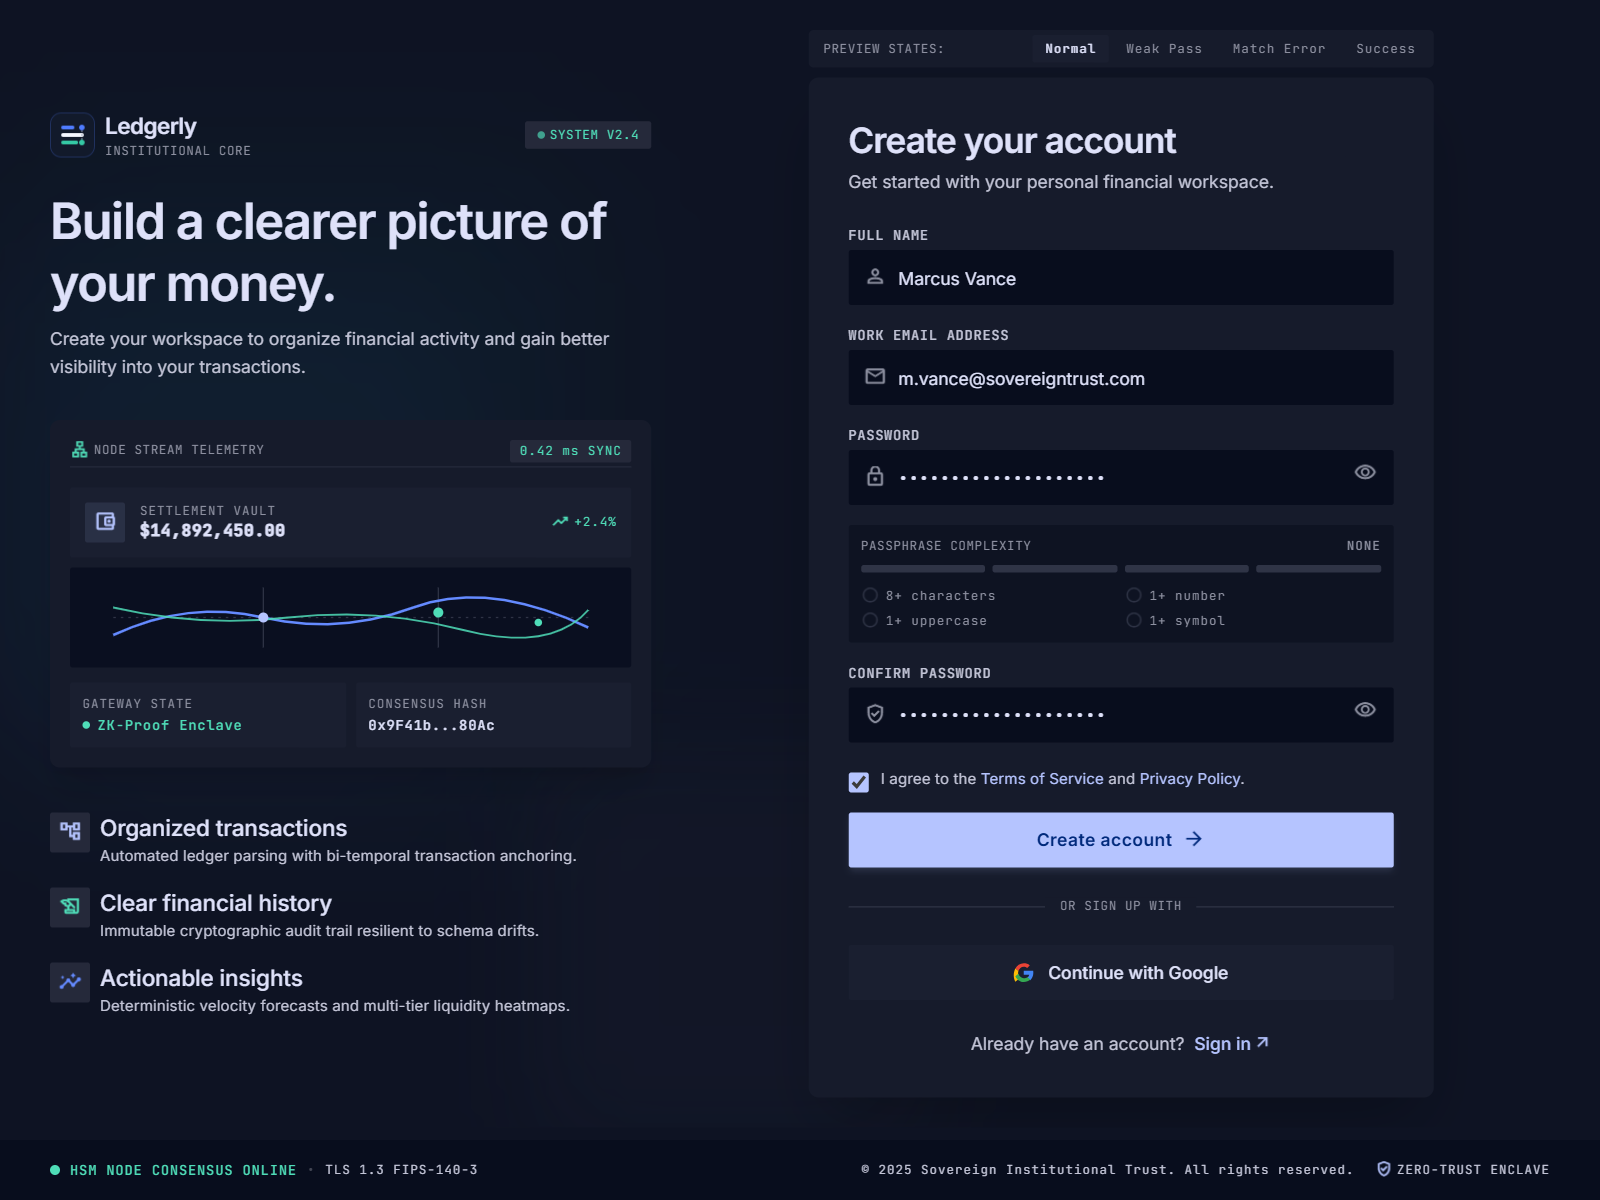 PREVIEW STATES: Normal Weak Pass Match Error Success
Ledgerly
INSTITUTIONAL CORE
SYSTEM V2.4
Build a clearer picture of
your money.
Create your workspace to organize financial activity and gain better
visibility into your transactions.
NODE STREAM TELEMETRY
0.42 ms SYNC
SETTLEMENT VAULT
$14,892,450.00
+2.4%
GATEWAY STATE
ZK-Proof Enclave
CONSENSUS HASH
0x9F41b...80Ac
Organized transactions
Automated ledger parsing with bi-temporal transaction anchoring.
Clear financial history
Immutable cryptographic audit trail resilient to schema drifts.
Actionable insights
Deterministic velocity forecasts and multi-tier liquidity heatmaps.
Create your account
Get started with your personal financial workspace.
FULL NAME
Marcus Vance
WORK EMAIL ADDRESS
m.vance@sovereigntrust.com
PASSWORD
••••••••••••••••••••
PASSPHRASE COMPLEXITY
NONE
8+ characters
1+ number
1+ uppercase
1+ symbol
CONFIRM PASSWORD
••••••••••••••••••••
I agree to the Terms of Service and Privacy Policy.
Create account
OR SIGN UP WITH
Continue with Google
Already have an account? Sign in
HSM NODE CONSENSUS ONLINE · TLS 1.3 FIPS-140-3
© 2025 Sovereign Institutional Trust. All rights reserved.
ZERO-TRUST ENCLAVE